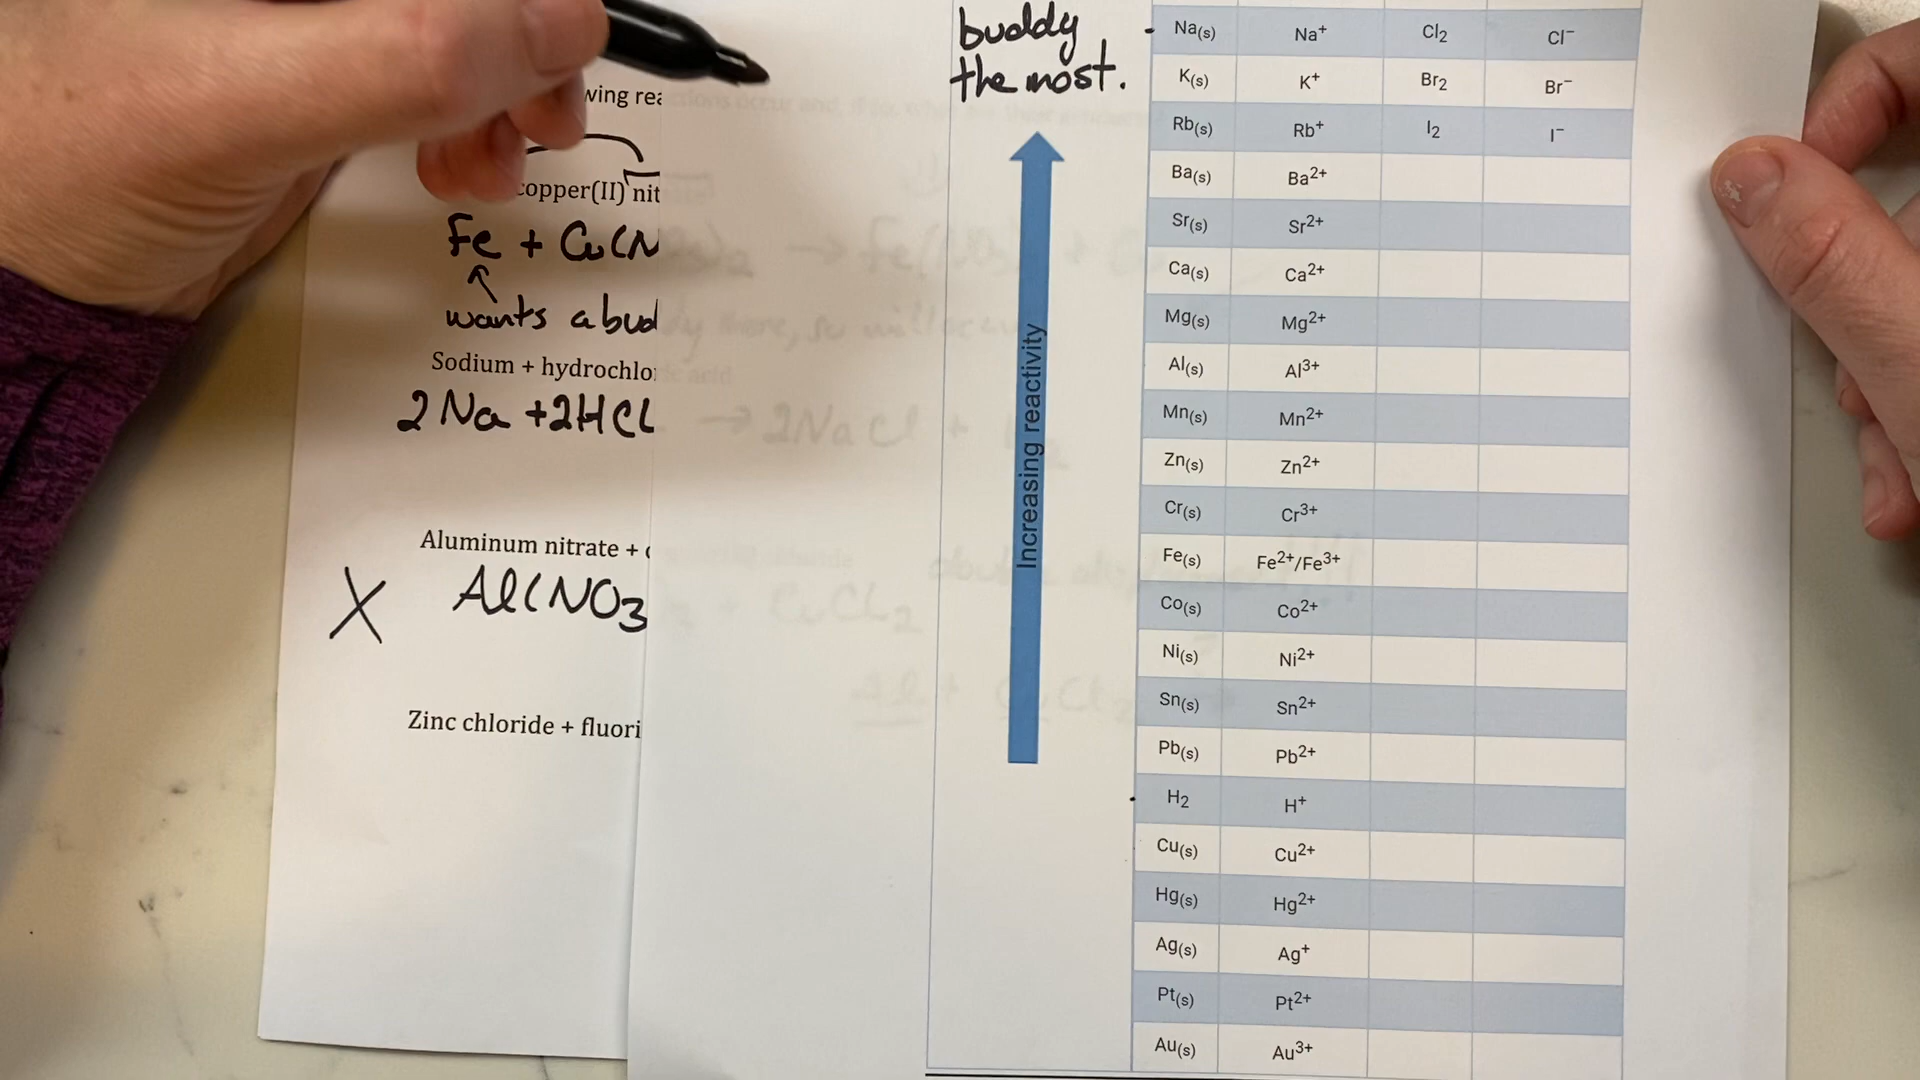 wing rea
copper(II) nit
Fe + Cu(N
wants a bud
Sodium + hydrochlo
2Na + 2HCl
Aluminum nitrate +
X Al(NO3
Zinc chloride + fluori
buddy
the most.
Increasing reactivity
Na(s) Na+ Cl2 Cl−
K(s) K+ Br2 Br−
Rb(s) Rb+ I2 I−
Ba(s) Ba2+
Sr(s) Sr2+
Ca(s) Ca2+
Mg(s) Mg2+
Al(s) Al3+
Mn(s) Mn2+
Zn(s) Zn2+
Cr(s) Cr3+
Fe(s) Fe2+/Fe3+
Co(s) Co2+
Ni(s) Ni2+
Sn(s) Sn2+
Pb(s) Pb2+
H2 H+
Cu(s) Cu2+
Hg(s) Hg2+
Ag(s) Ag+
Pt(s) Pt2+
Au(s) Au3+